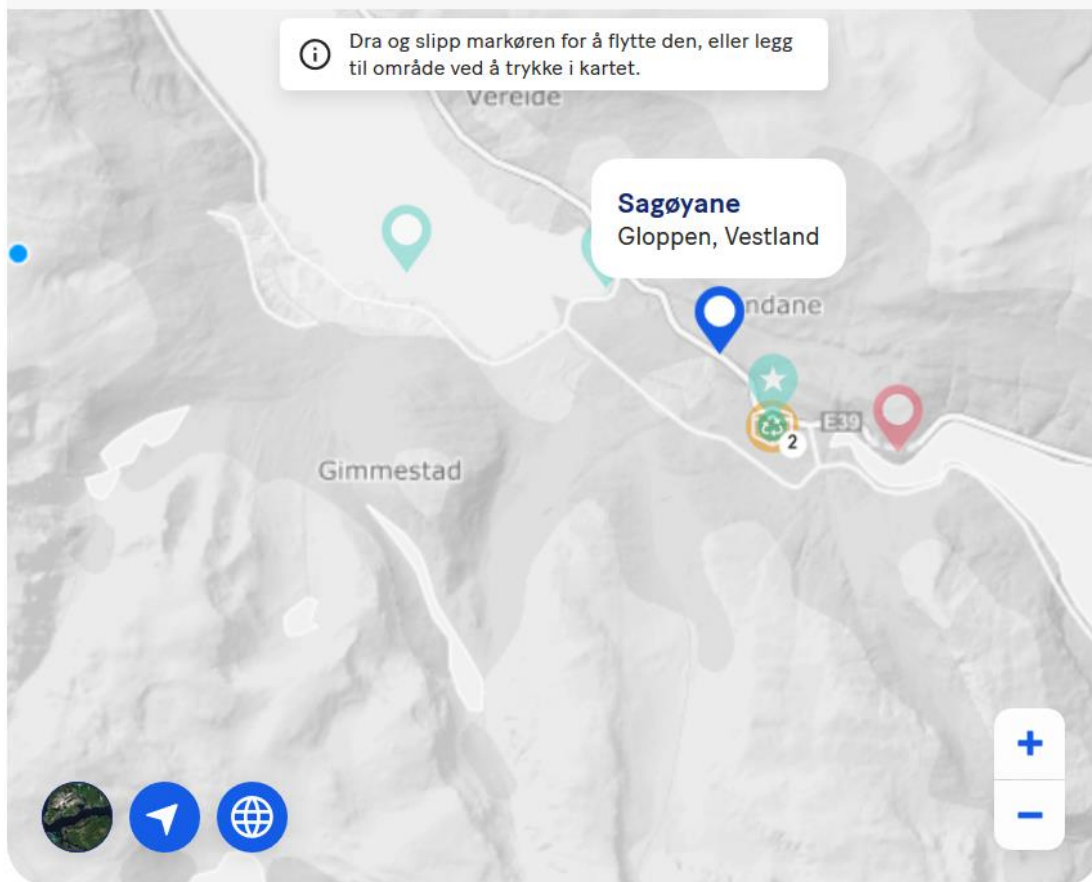 Dra og slipp markøren for å flytte den, eller legg
til område ved å trykke i kartet.
Vereide
Sagøyane
Gloppen, Vestland
ndane
E39
2
Gimmestad
+
−